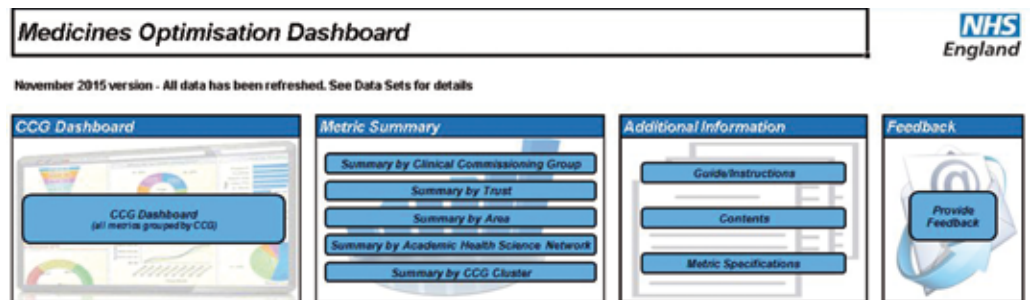 Medicines Optimisation Dashboard
NHS
England
November 2015 version - All data has been refreshed. See Data Sets for details
CCG Dashboard
CCG Dashboard
(all metrics grouped by CCG)
Metric Summary
Summary by Clinical Commissioning Group
Summary by Trust
Summary by Area
Summary by Academic Health Science Network
Summary by CCG Cluster
Additional Information
Guide/Instructions
Contents
Metric Specifications
Feedback
Provide
Feedback